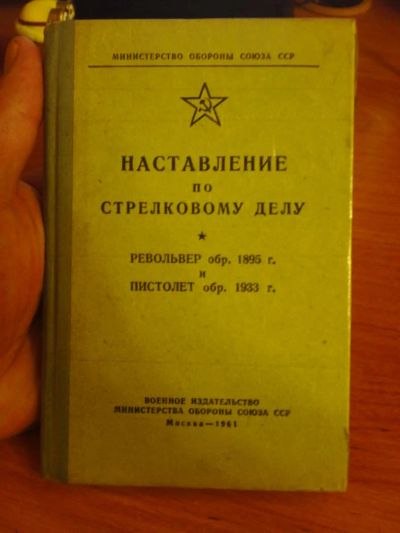 МИНИСТЕРСТВО ОБОРОНЫ СОЮЗА ССР
НАСТАВЛЕНИЕ
ПО
СТРЕЛКОВОМУ ДЕЛУ
РЕВОЛЬВЕР обр. 1895 г.
и
ПИСТОЛЕТ обр. 1933 г.
ВОЕННОЕ ИЗДАТЕЛЬСТВО
МИНИСТЕРСТВА ОБОРОНЫ СОЮЗА ССР
Москва—1961